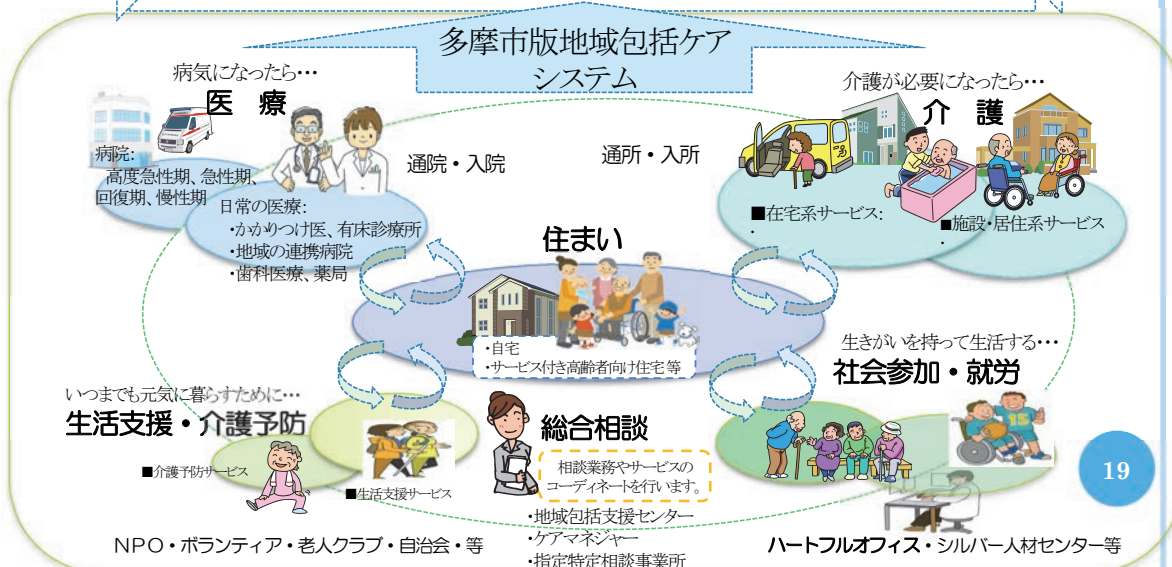 多摩市版地域包括ケア
システム
病気になったら…
医 療
病院:
高度急性期、急性期、
回復期、慢性期
日常の医療:
・かかりつけ医、有床診療所
・地域の連携病院
・歯科医療、薬局
通院・入院
通所・入所
介護が必要になったら…
介 護
■在宅系サービス:
・
■施設・居住系サービス
・
住まい
・自宅
・サービス付き高齢者向け住宅 等
いつまでも元気に暮らすために…
生活支援・介護予防
■介護予防サービス
■生活支援サービス
NPO・ボランティア・老人クラブ・自治会・等
総合相談
相談業務やサービスの
コーディネートを行います。
・地域包括支援センター
・ケアマネジャー
・指定特定相談事業所
生きがいを持って生活する…
社会参加・就労
15
ハートフルオフィス・シルバー人材センター等
19